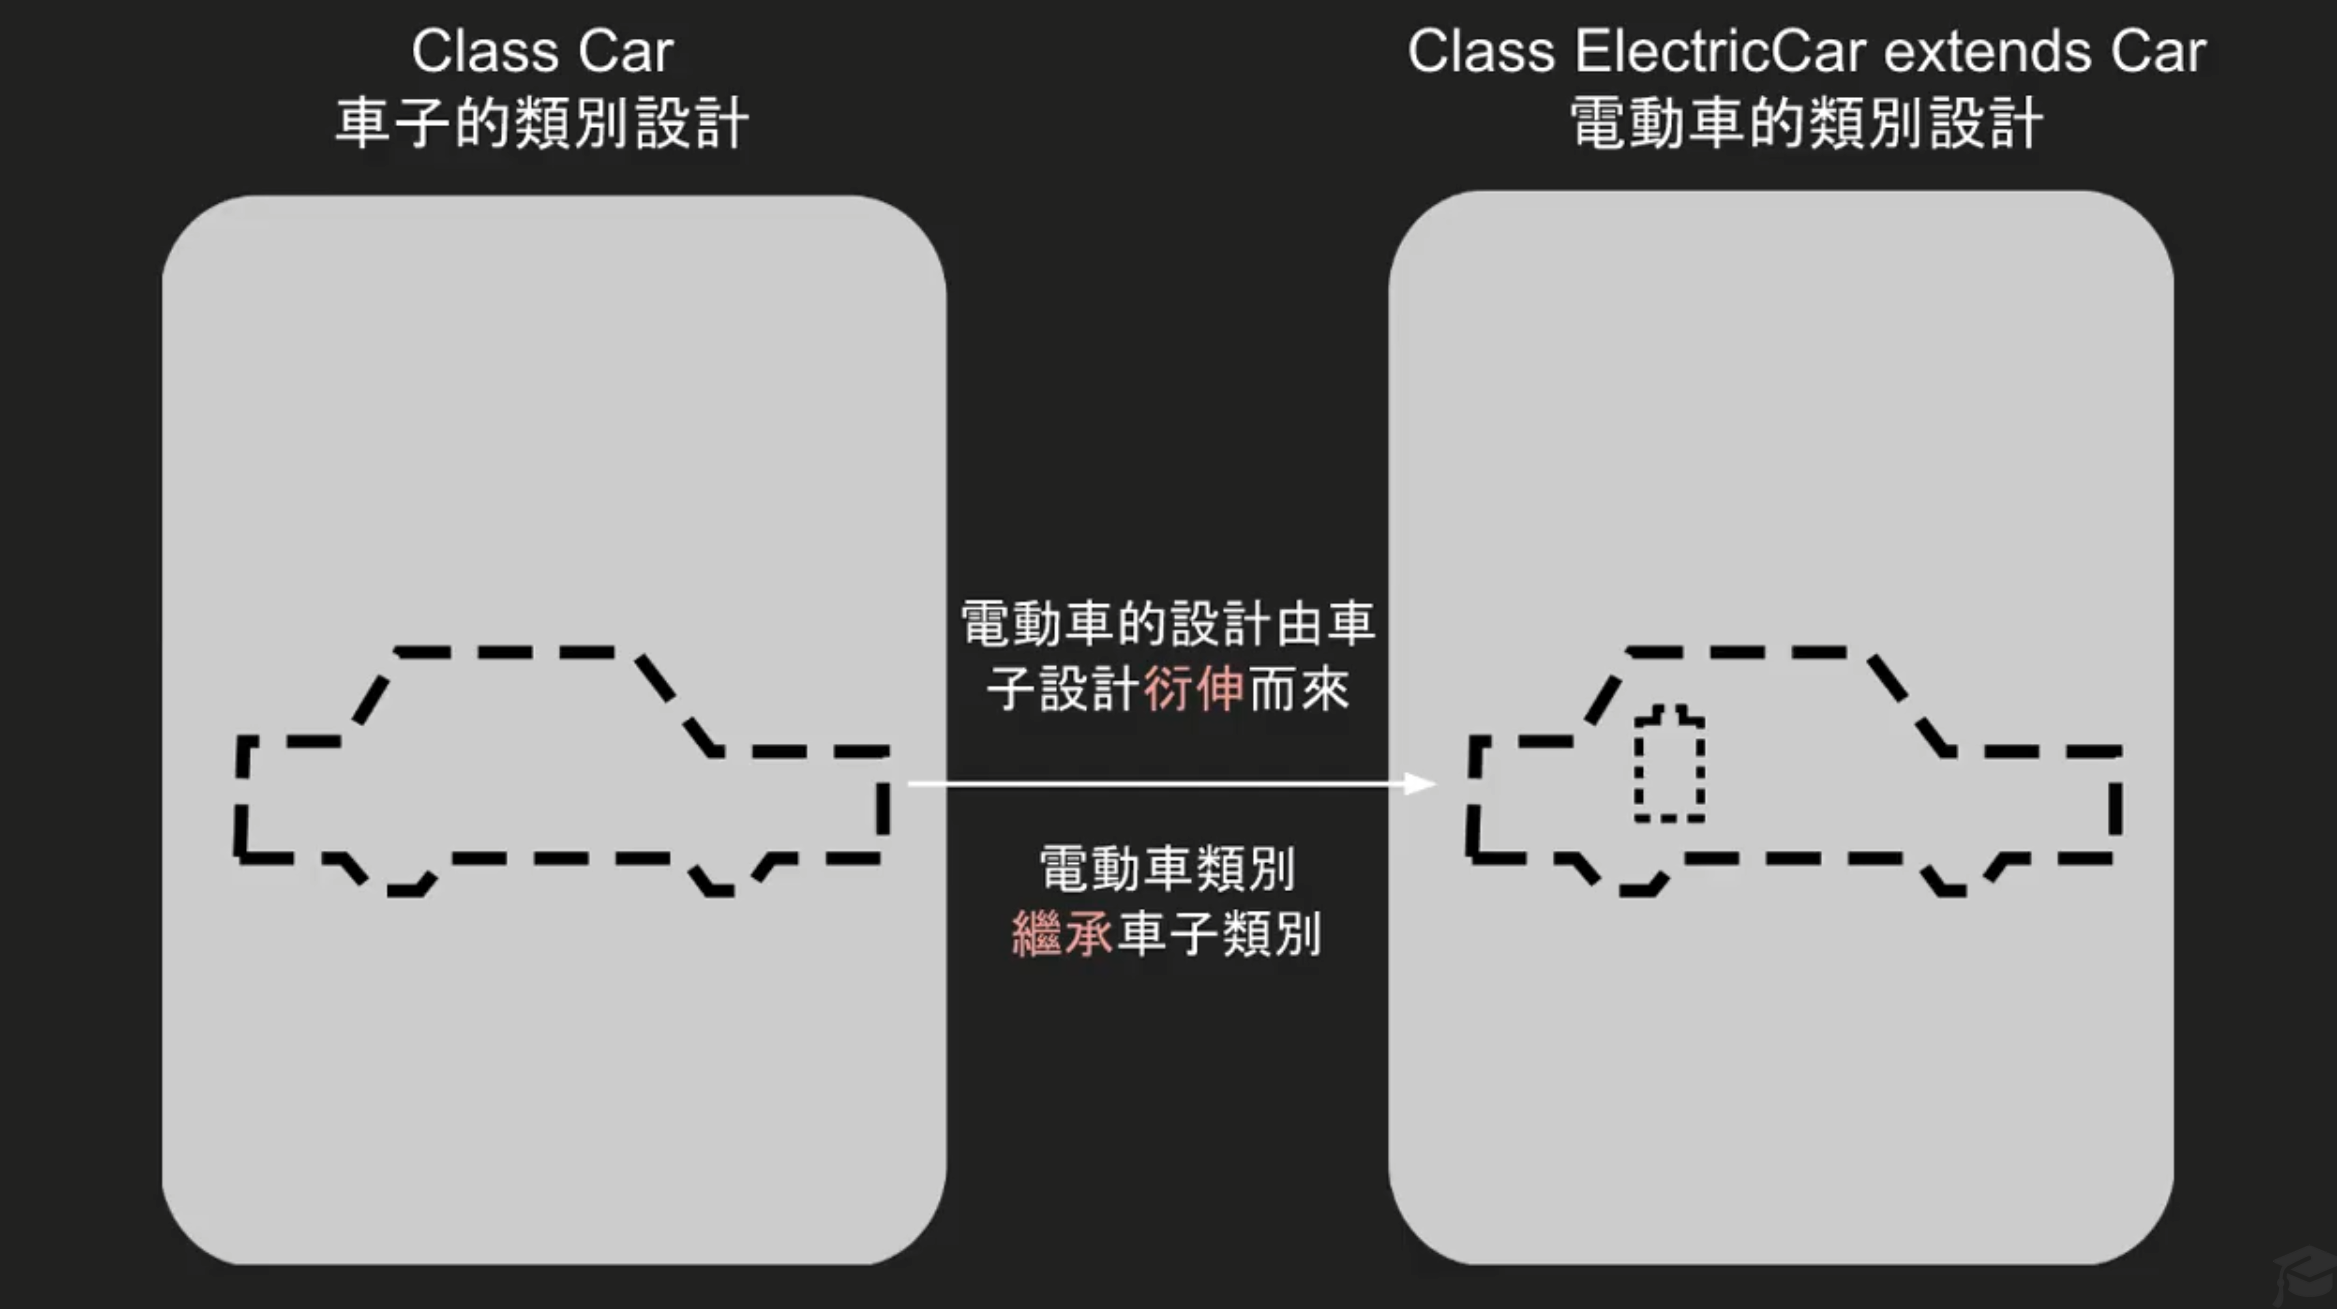 Class Car
車子的類別設計
Class ElectricCar extends Car
電動車的類別設計
電動車的設計由車
子設計衍伸而來
電動車類別
繼承車子類別